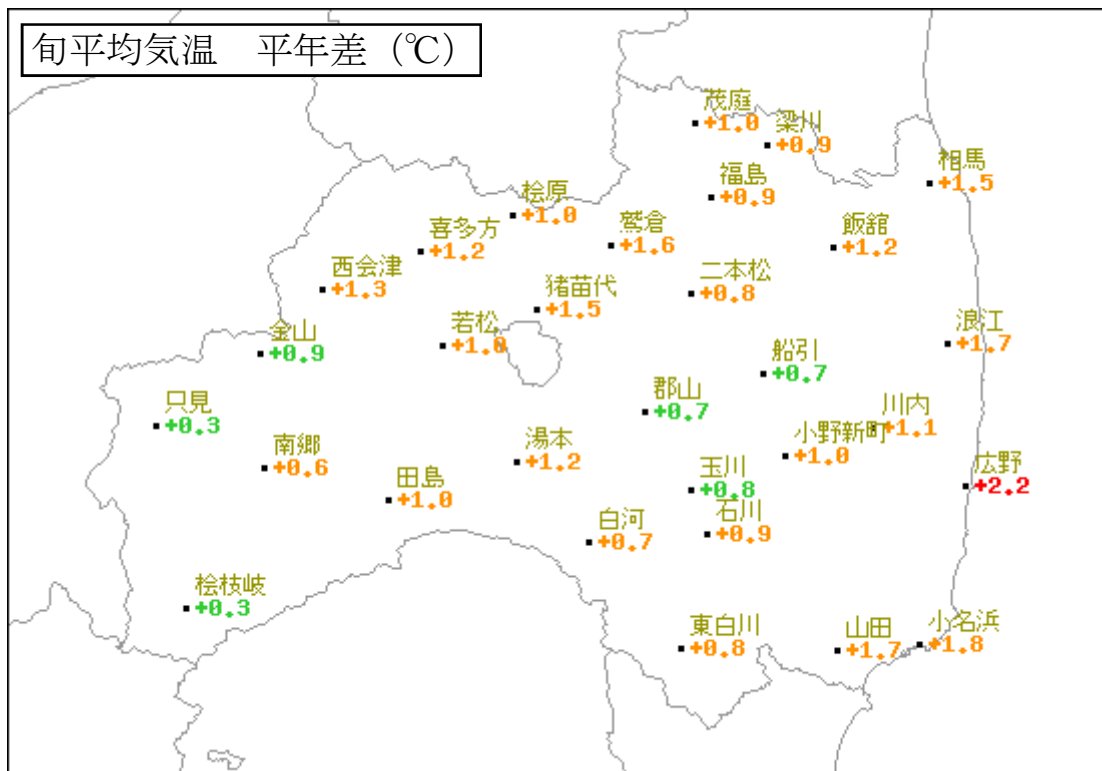 旬平均気温　平年差（℃）
茂庭
+1.0
梁川
+0.9
相馬
+1.5
福島
+0.9
桧原
+1.0
喜多方
+1.2
鷲倉
+1.6
飯舘
+1.2
西会津
+1.3
猪苗代
+1.5
二本松
+0.8
金山
+0.9
若松
+1.0
浪江
+1.7
船引
+0.7
只見
+0.3
郡山
+0.7
川内
+1.1
南郷
+0.6
湯本
+1.2
小野新町
+1.0
広野
+2.2
田島
+1.0
玉川
+0.8
白河
+0.7
石川
+0.9
桧枝岐
+0.3
東白川
+0.8
山田
+1.7
小名浜
+1.8